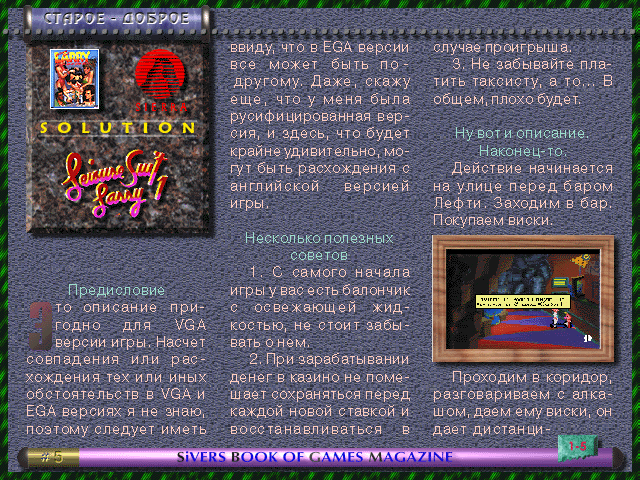 СТАРОЕ - ДОБРОЕ
LARRY
SIERRA
SOLUTION
Leisure Suit
Larry 1
Предисловие
Это описание при-
годно для VGA
версии игры. Насчет
совпадения или рас-
хождения тех или иных
обстоятельств в VGA и
EGA версиях я не знаю,
поэтому следует иметь
ввиду, что в EGA версии
все может быть по-
другому. Даже, скажу
еще, что у меня была
русифицированная вер-
сия, и здесь, что будет
крайне удивительно, мо-
гут быть расхождения с
английской версией
игры.
Несколько полезных
советов
1. С самого начала
игры у вас есть балончик
с освежающей жид-
костью, не стоит забы-
вать о нем.
2. При зарабатывании
денег в казино не поме-
шает сохраняться перед
каждой новой ставкой и
восстанавливаться в
случае проигрыша.
3. Не забывайте пла-
тить таксисту, а то... В
общем, плохо будет.
Ну вот и описание.
Наконец-то.
Действие начинается
на улице перед баром
Лефти. Заходим в бар.
Покупаем виски.
Проходим в коридор,
разговариваем с алка-
шом, даем ему виски, он
дает дистанци-
# 5
SiVERS BOOK OF GAMES MAGAZINE
1-5